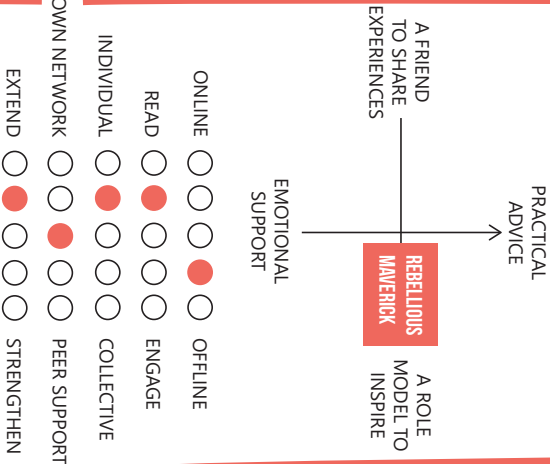 PRACTICAL
ADVICE
A FRIEND
TO SHARE
EXPERIENCES
REBELLIOUS
MAVERICK
A ROLE
MODEL TO
INSPIRE
EMOTIONAL
SUPPORT
ONLINE OFFLINE
READ ENGAGE
INDIVIDUAL COLLECTIVE
OWN NETWORK PEER SUPPORT
EXTEND STRENGTHEN